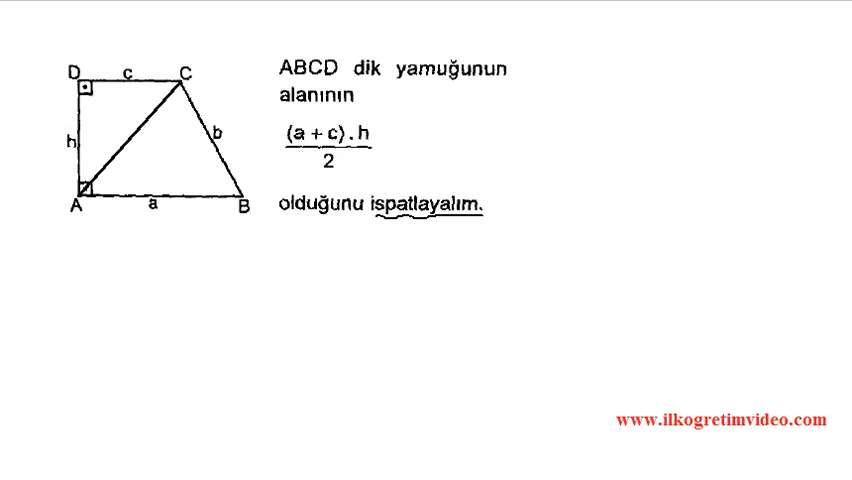 D c C
h
b
A a B
ABCD dik yamuğunun
alanının
(a + c) . h
2
olduğunu ispatlayalım.
www.ilkogretimvideo.com